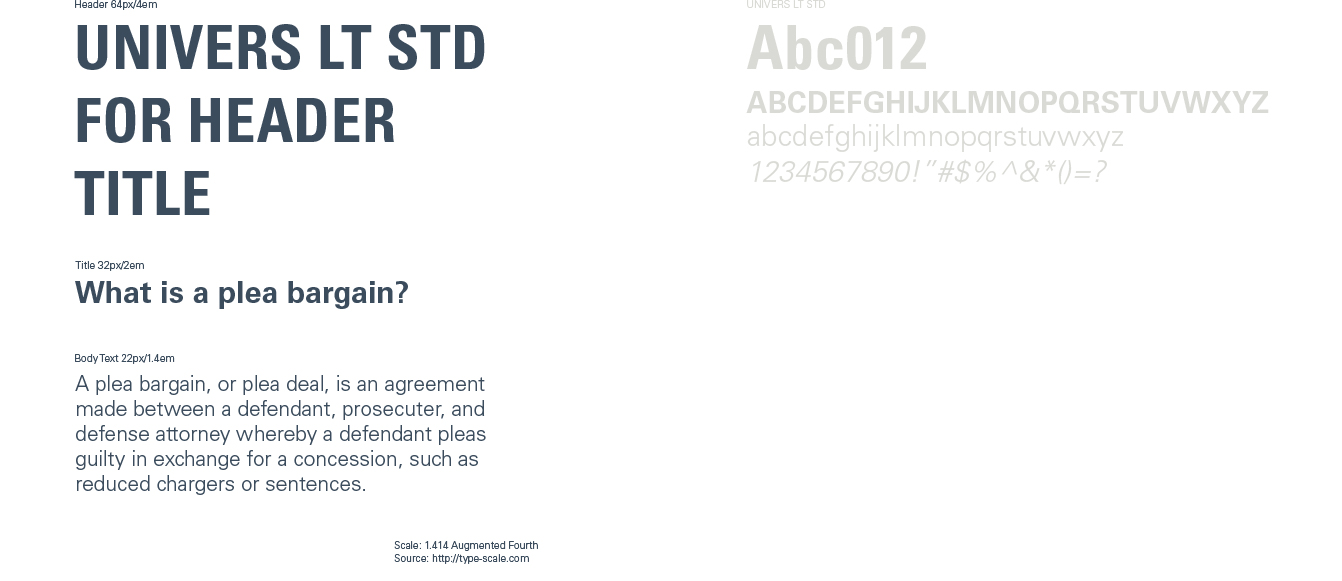 Header 64px/4em
UNIVERS LT STD
FOR HEADER
TITLE
Title 32px/2em
What is a plea bargain?
Body Text 22px/1.4em
A plea bargain, or plea deal, is an agreement
made between a defendant, prosecuter, and
defense attorney whereby a defendant pleas
guilty in exchange for a concession, such as
reduced chargers or sentences.
Scale: 1.414 Augmented Fourth
Source: http://type-scale.com
UNIVERS LT STD
Abc012
ABCDEFGHIJKLMNOPQRSTUVWXYZ
abcdefghijklmnopqrstuvwxyz
1234567890!”#$%^&*()=?